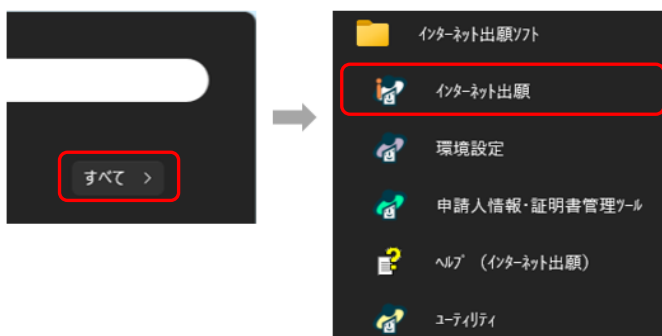 すべて >
インターネット出願ソフト
インターネット出願
環境設定
申請人情報・証明書管理ツール
ヘルプ (インターネット出願)
ユーティリティ